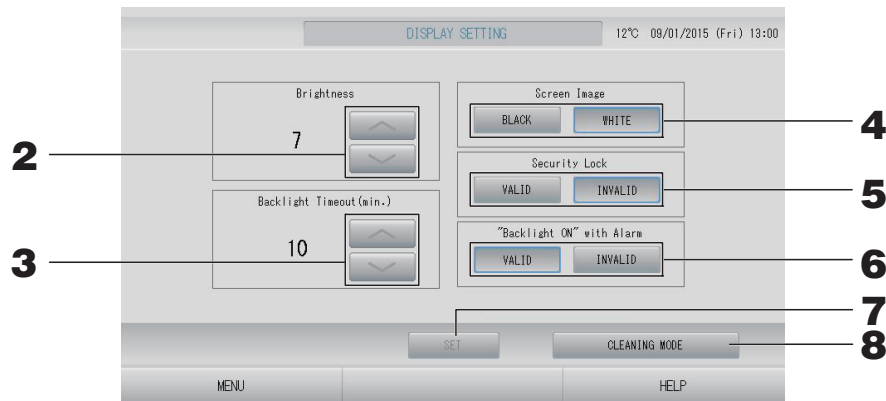 DISPLAY SETTING 12℃ 09/01/2015 (Fri) 13:00
Brightness
7
2
Backlight Timeout(min.)
10
3
Screen Image
BLACK WHITE
4
Security Lock
VALID INVALID
5
"Backlight ON" with Alarm
VALID INVALID
6
7
SET CLEANING MODE
8
MENU HELP